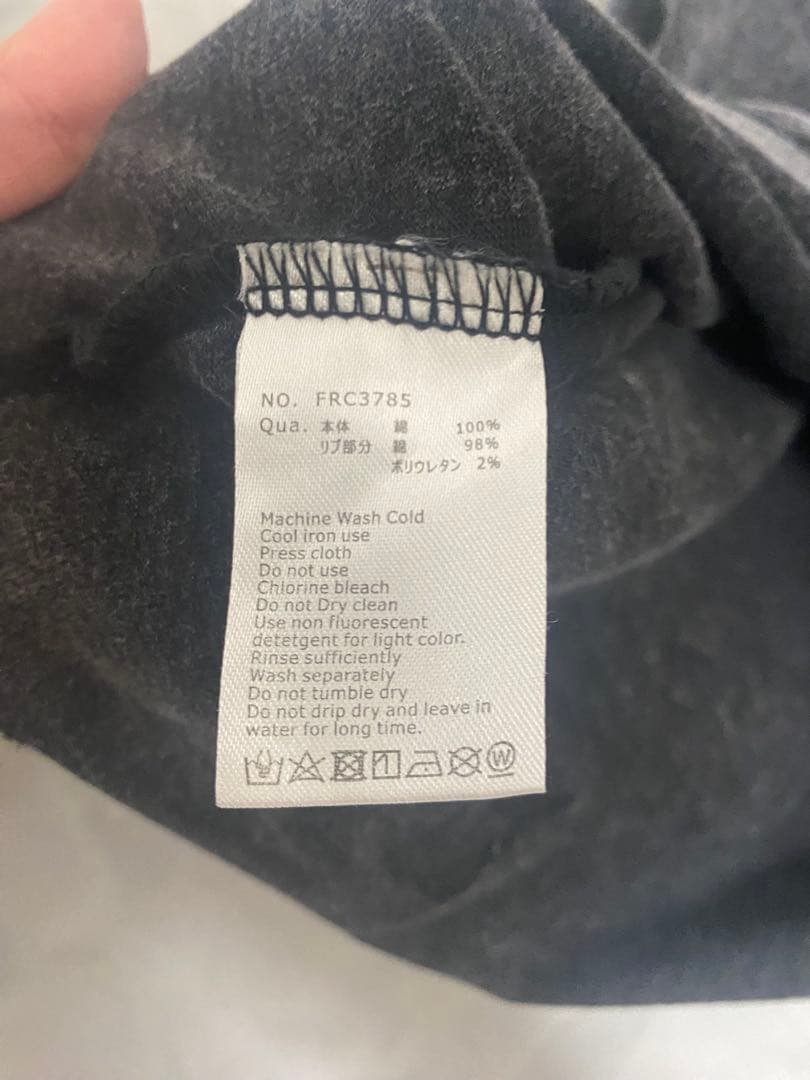 NO. FRC3785
Qua. 本体 綿 100%
リブ部分 綿 98%
ポリウレタン 2%
Machine Wash Cold
Cool iron use
Press cloth
Do not use
Chlorine bleach
Do not Dry clean
Use non fluorescent
detetgent for light color.
Rinse sufficiently
Wash separately
Do not tumble dry
Do not drip dry and leave in
water for long time.
W